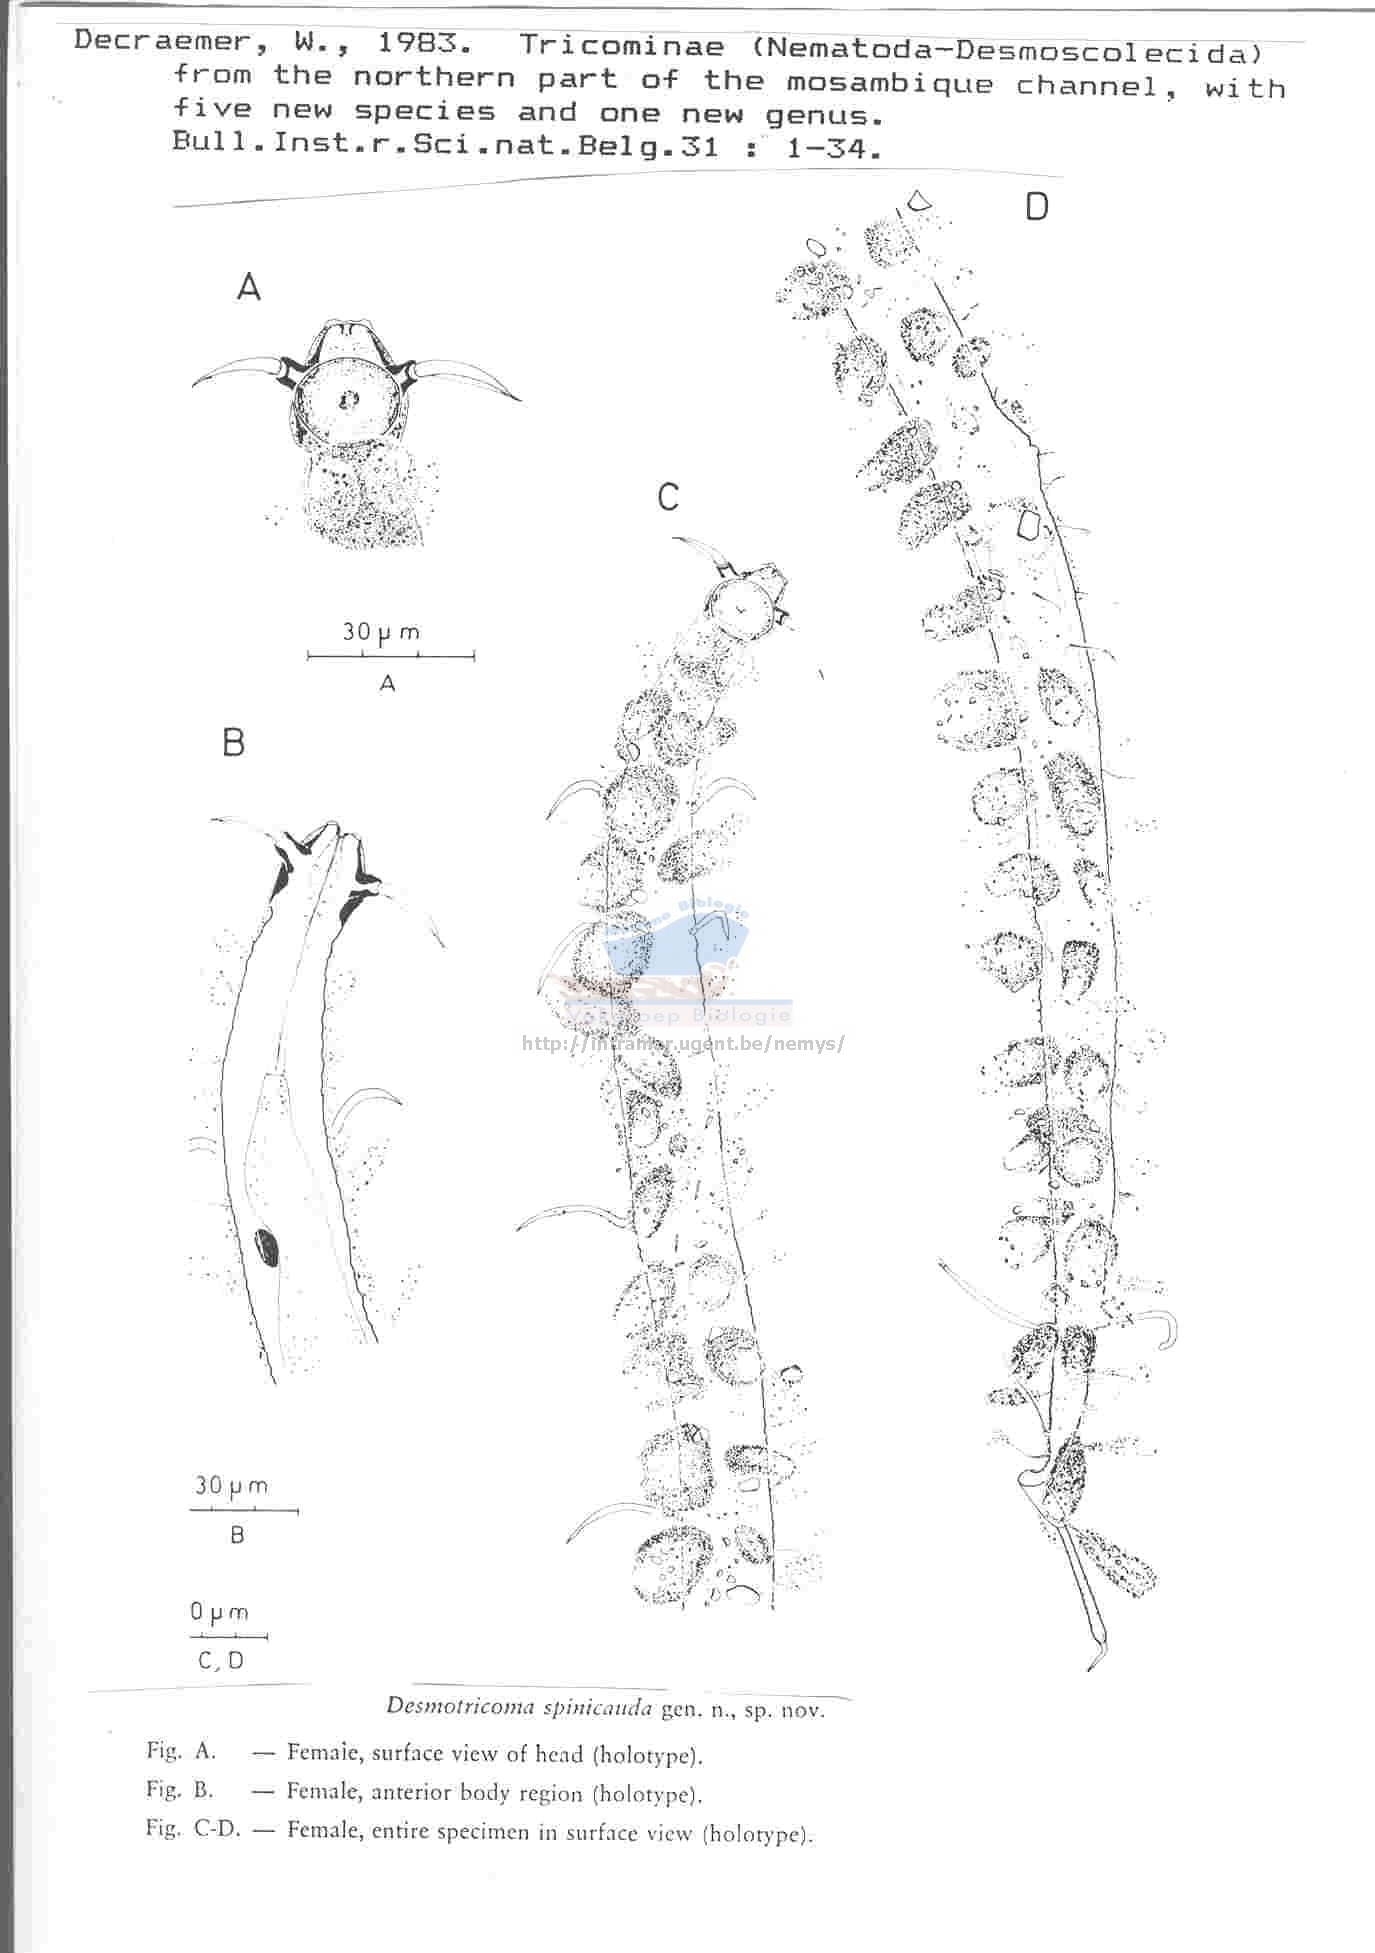 Decraemer, W., 1983. Tricominae (Nematoda-Desmoscolecida)
from the northern part of the mosambique channel, with
five new species and one new genus.
Bull.Inst.r.Sci.nat.Belg.31 : 1-34.
D
A
C
30 µm
A
B
Biologie
Biologie
http://intramar.ugent.be/nemys/
30 µm
B
0 µm
C, D
Desmotricoma spinicauda gen. n., sp. nov.
Fig. A. — Female, surface view of head (holotype).
Fig. B. — Female, anterior body region (holotype).
Fig. C-D. — Female, entire specimen in surface view (holotype).